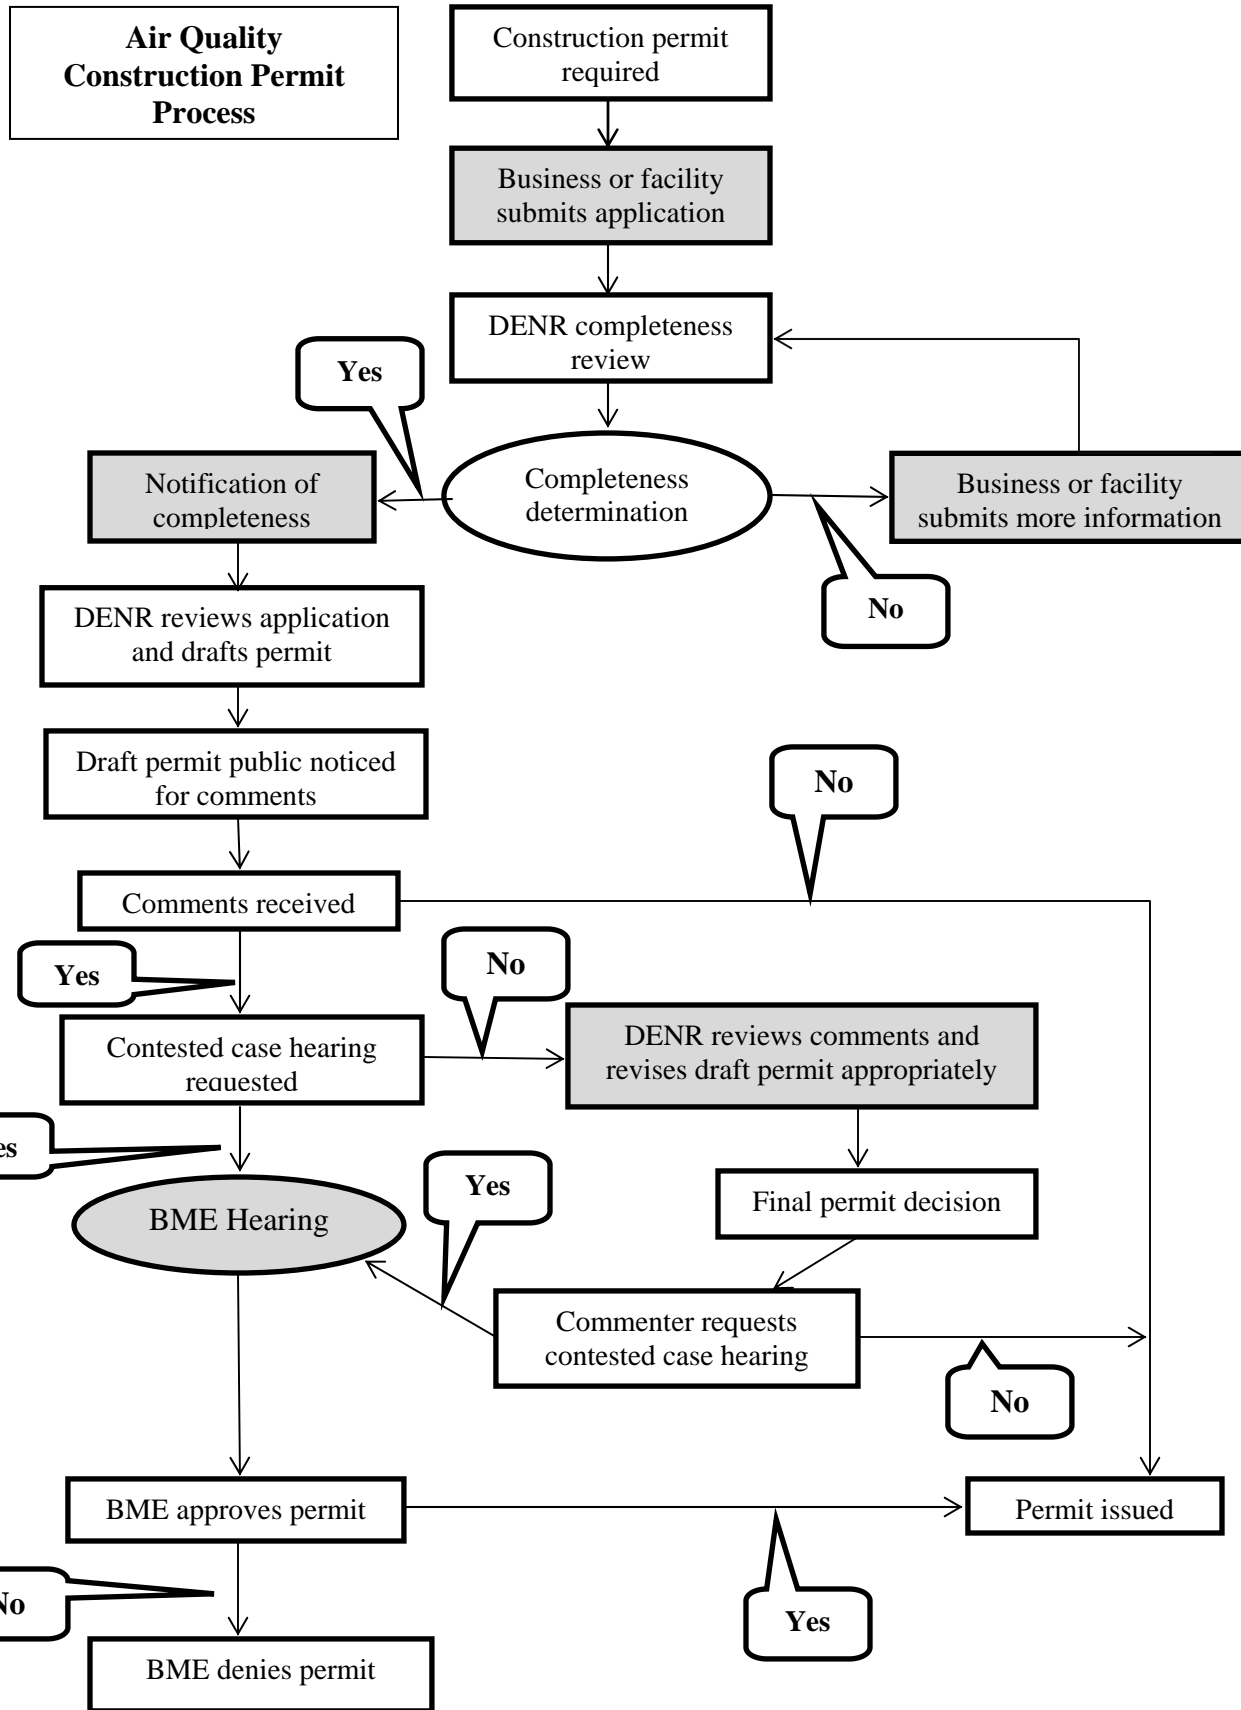 Air Quality
Construction Permit
Process
Construction permit
required
Business or facility
submits application
DENR completeness
review
Yes
Completeness
determination
Notification of
completeness
Business or facility
submits more information
No
DENR reviews application
and drafts permit
Draft permit public noticed
for comments
No
Comments received
Yes
No
Contested case hearing
requested
DENR reviews comments and
revises draft permit appropriately
es
Yes
Final permit decision
BME Hearing
Commenter requests
contested case hearing
No
BME approves permit
Permit issued
No
Yes
BME denies permit